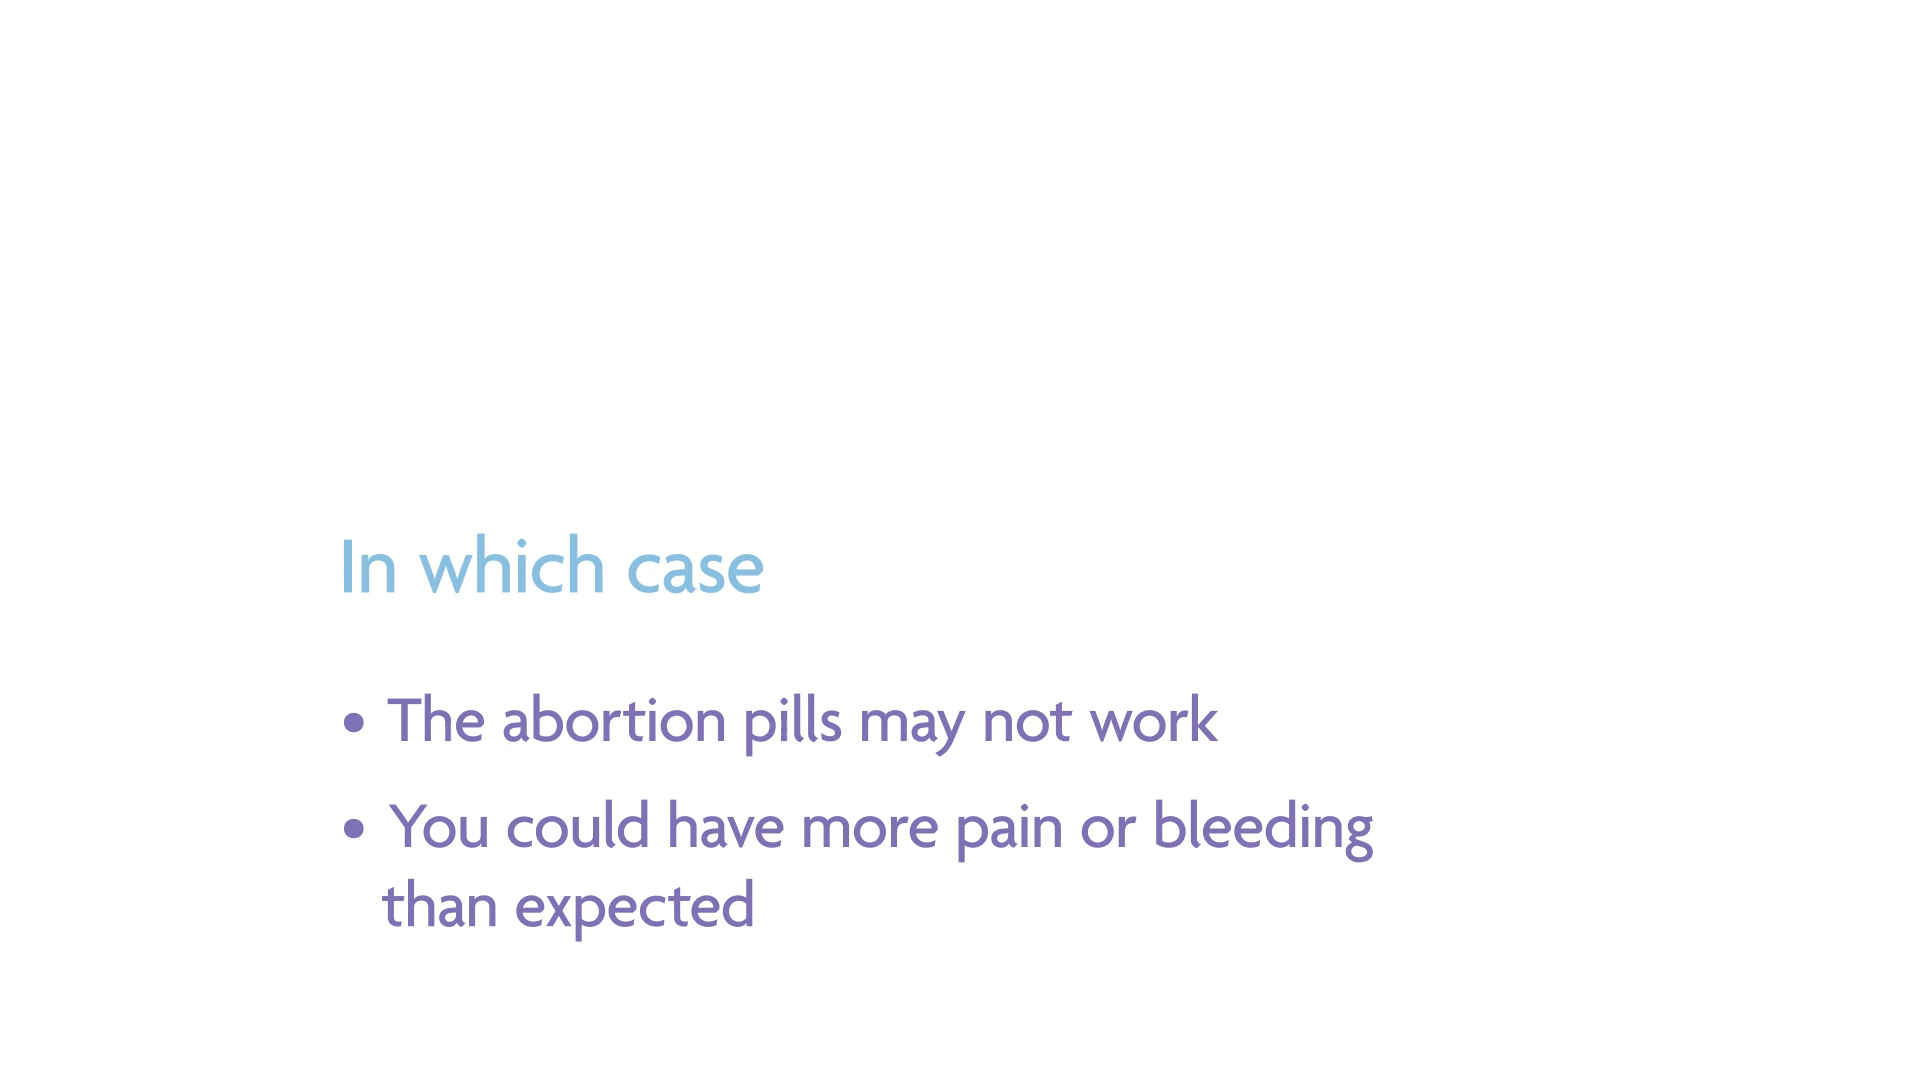 In which case
• The abortion pills may not work
• You could have more pain or bleeding
than expected